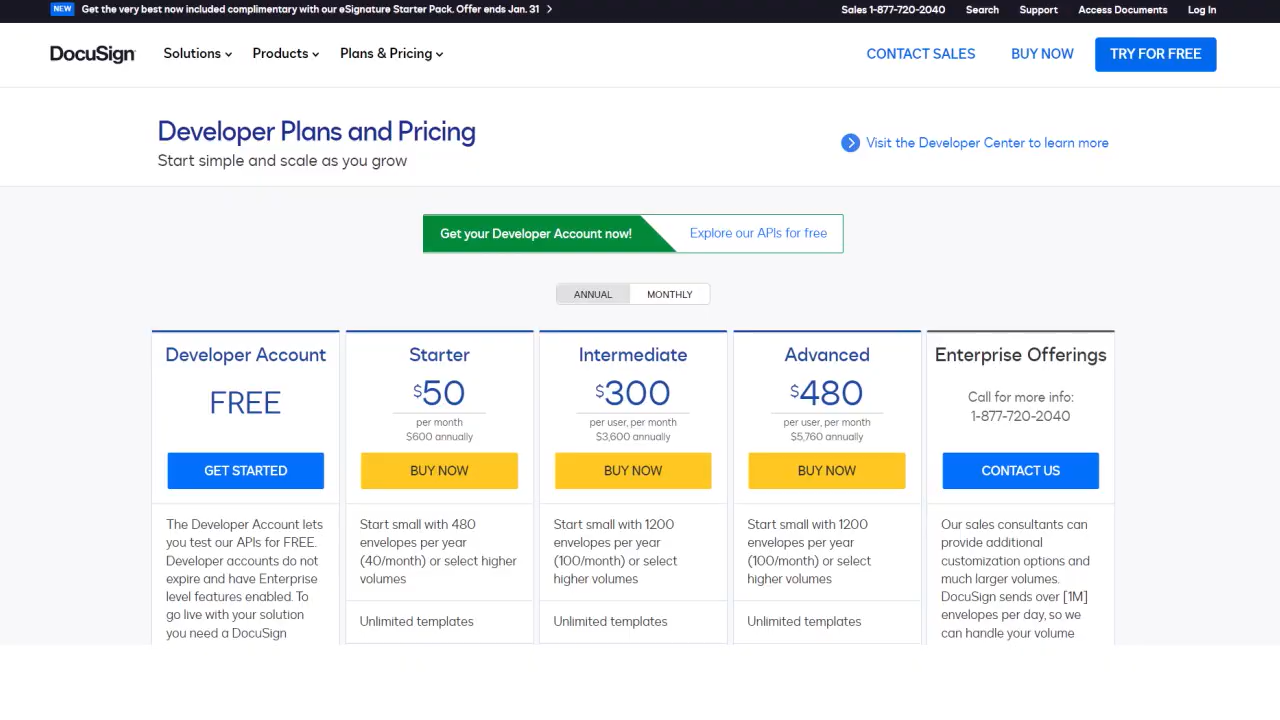 NEW Get the very best now included complimentary with our eSignature Starter Pack. Offer ends Jan. 31
Sales 1-877-720-2040 Search Support Access Documents Log In
DocuSign Solutions Products Plans & Pricing CONTACT SALES BUY NOW TRY FOR FREE
Developer Plans and Pricing
Start simple and scale as you grow
Visit the Developer Center to learn more
Get your Developer Account now! Explore our APIs for free
ANNUAL MONTHLY
Developer Account
FREE
GET STARTED
The Developer Account lets
you test our APIs for FREE.
Developer accounts do not
expire and have Enterprise
level features enabled. To
go live with your solution
you need a DocuSign
Starter
$50
per month
$600 annually
BUY NOW
Start small with 480
envelopes per year
(40/month) or select higher
volumes
Unlimited templates
Intermediate
$300
per user, per month
$3,600 annually
BUY NOW
Start small with 1200
envelopes per year
(100/month) or select
higher volumes
Unlimited templates
Advanced
$480
per user, per month
$5,760 annually
BUY NOW
Start small with 1200
envelopes per year
(100/month) or select
higher volumes
Unlimited templates
Enterprise Offerings
Call for more info:
1-877-720-2040
CONTACT US
Our sales consultants can
provide additional
customization options and
much larger volumes.
DocuSign sends over [1M]
envelopes per day, so we
can handle your volume